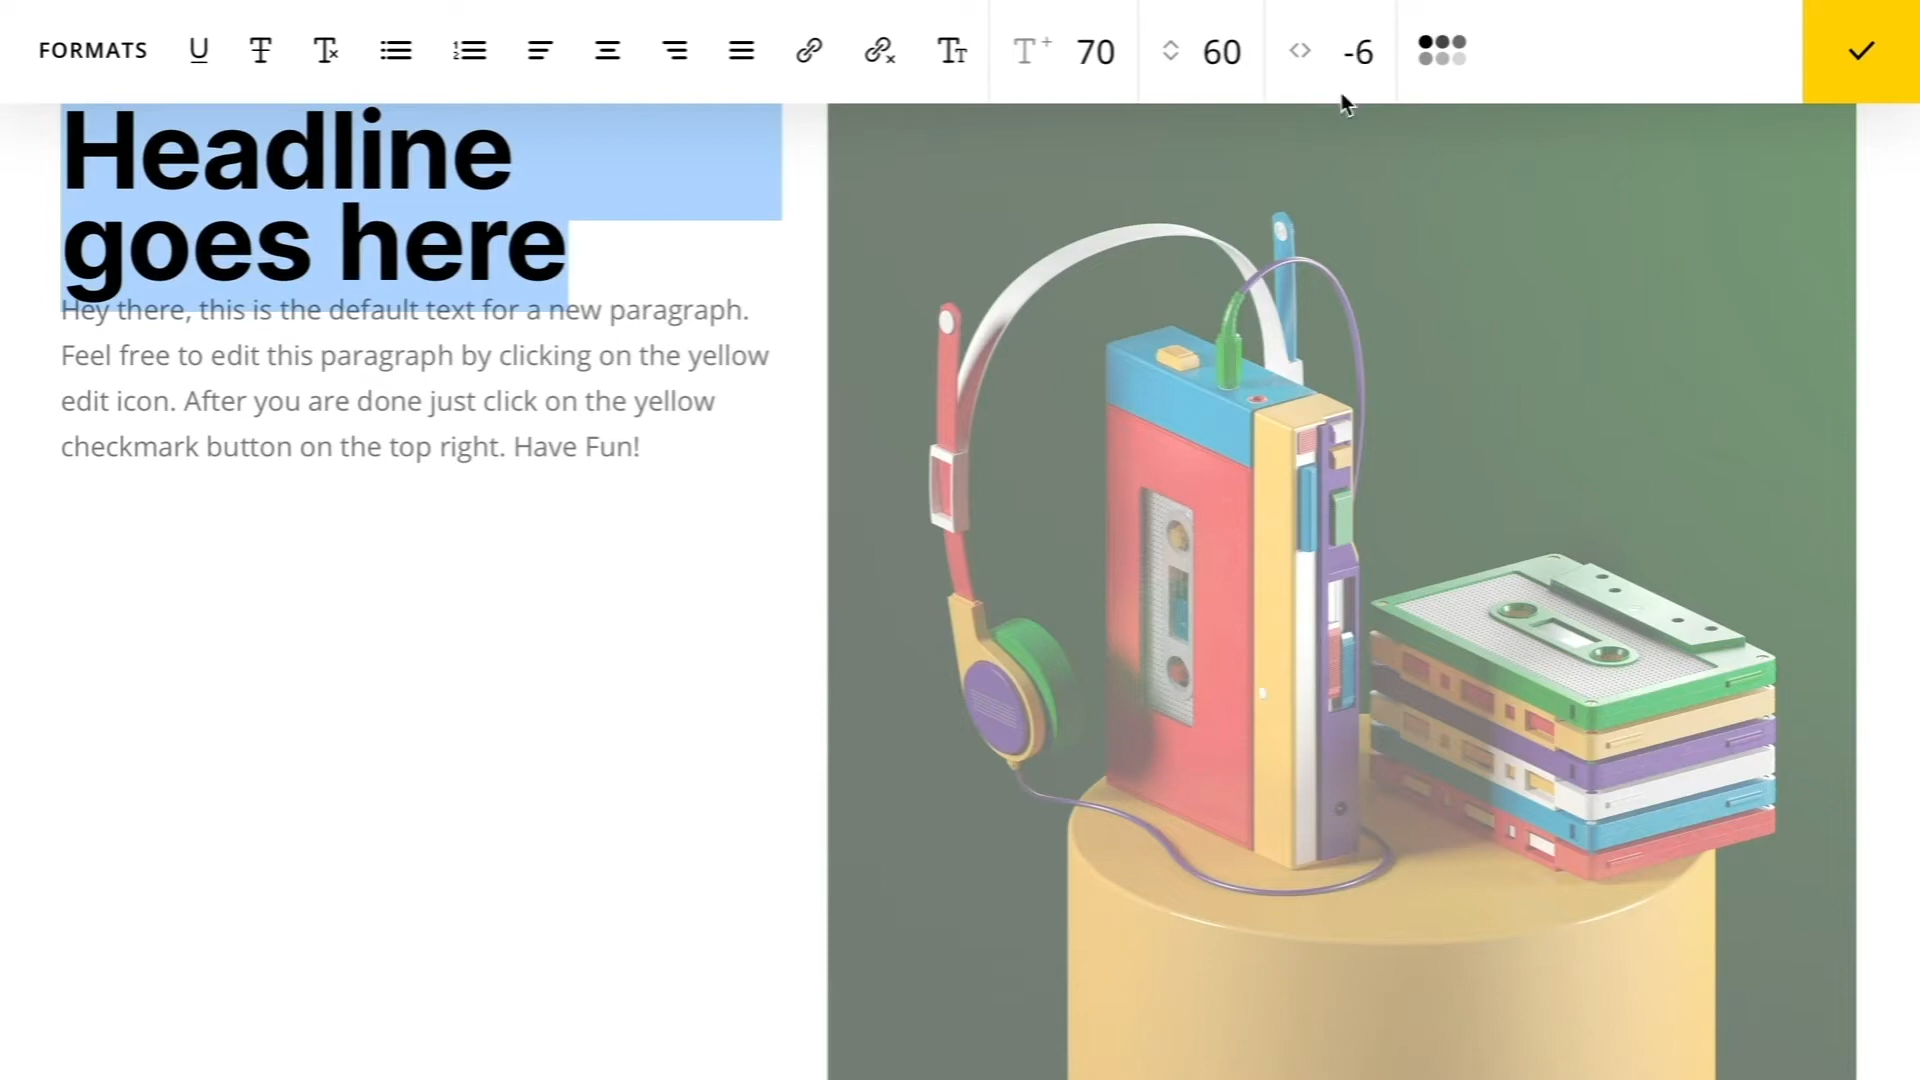 FORMATS 70 60 -6
Headline
goes here
Hey there, this is the default text for a new paragraph.
Feel free to edit this paragraph by clicking on the yellow
edit icon. After you are done just click on the yellow
checkmark button on the top right. Have Fun!